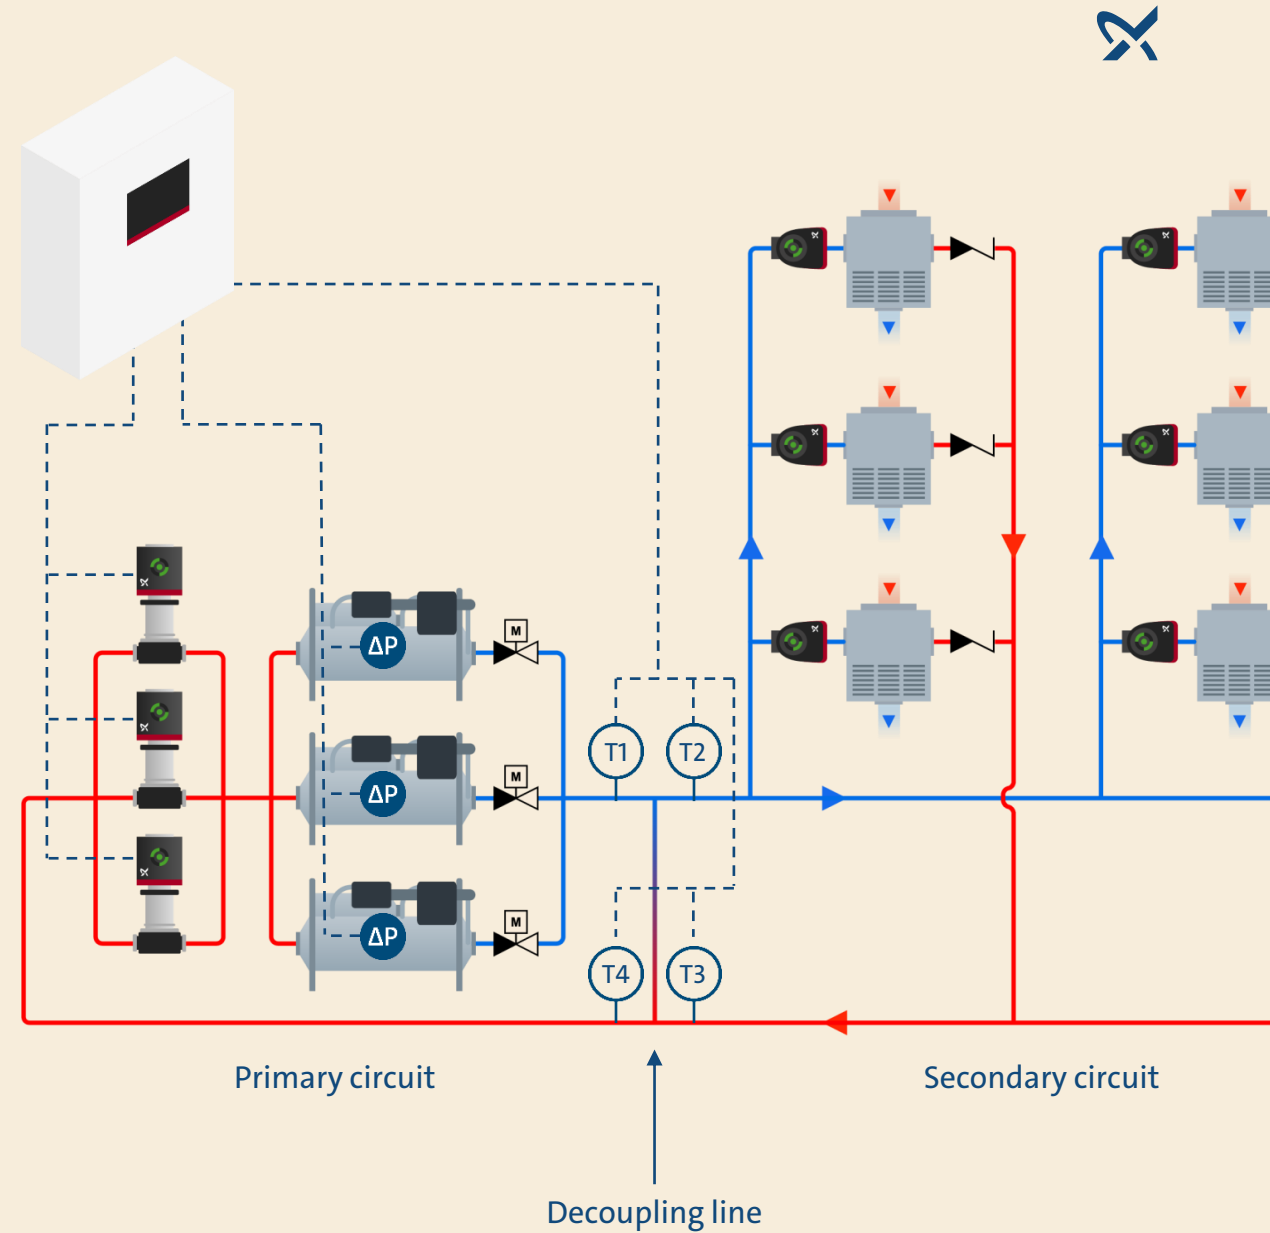 M
ΔP
T1
T2
M
ΔP
M
ΔP
T4
T3
Primary circuit
Secondary circuit
Decoupling line